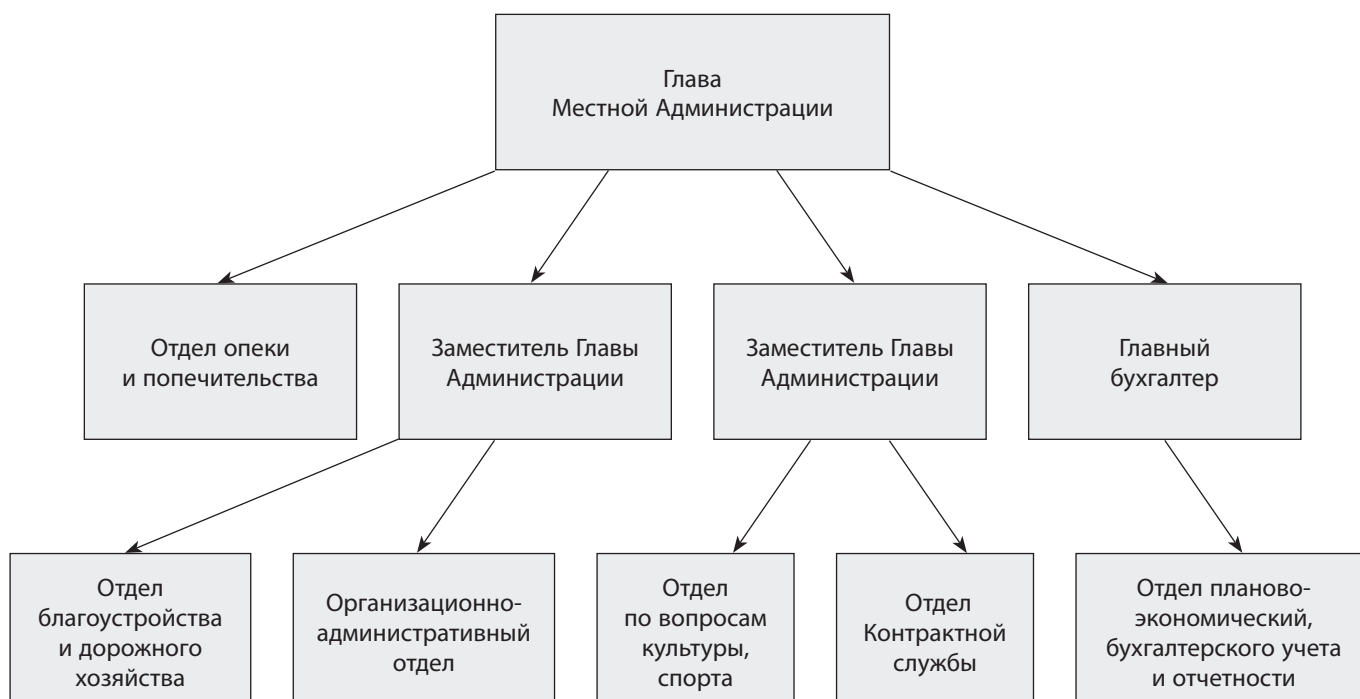 Глава
Местной Администрации
Отдел опеки
и попечительства
Заместитель Главы
Администрации
Заместитель Главы
Администрации
Главный
бухгалтер
Отдел
благоустройства
и дорожного
хозяйства
Организационно-
административный
отдел
Отдел
по вопросам
культуры,
спорта
Отдел
Контрактной
службы
Отдел планово-
экономический,
бухгалтерского учета
и отчетности